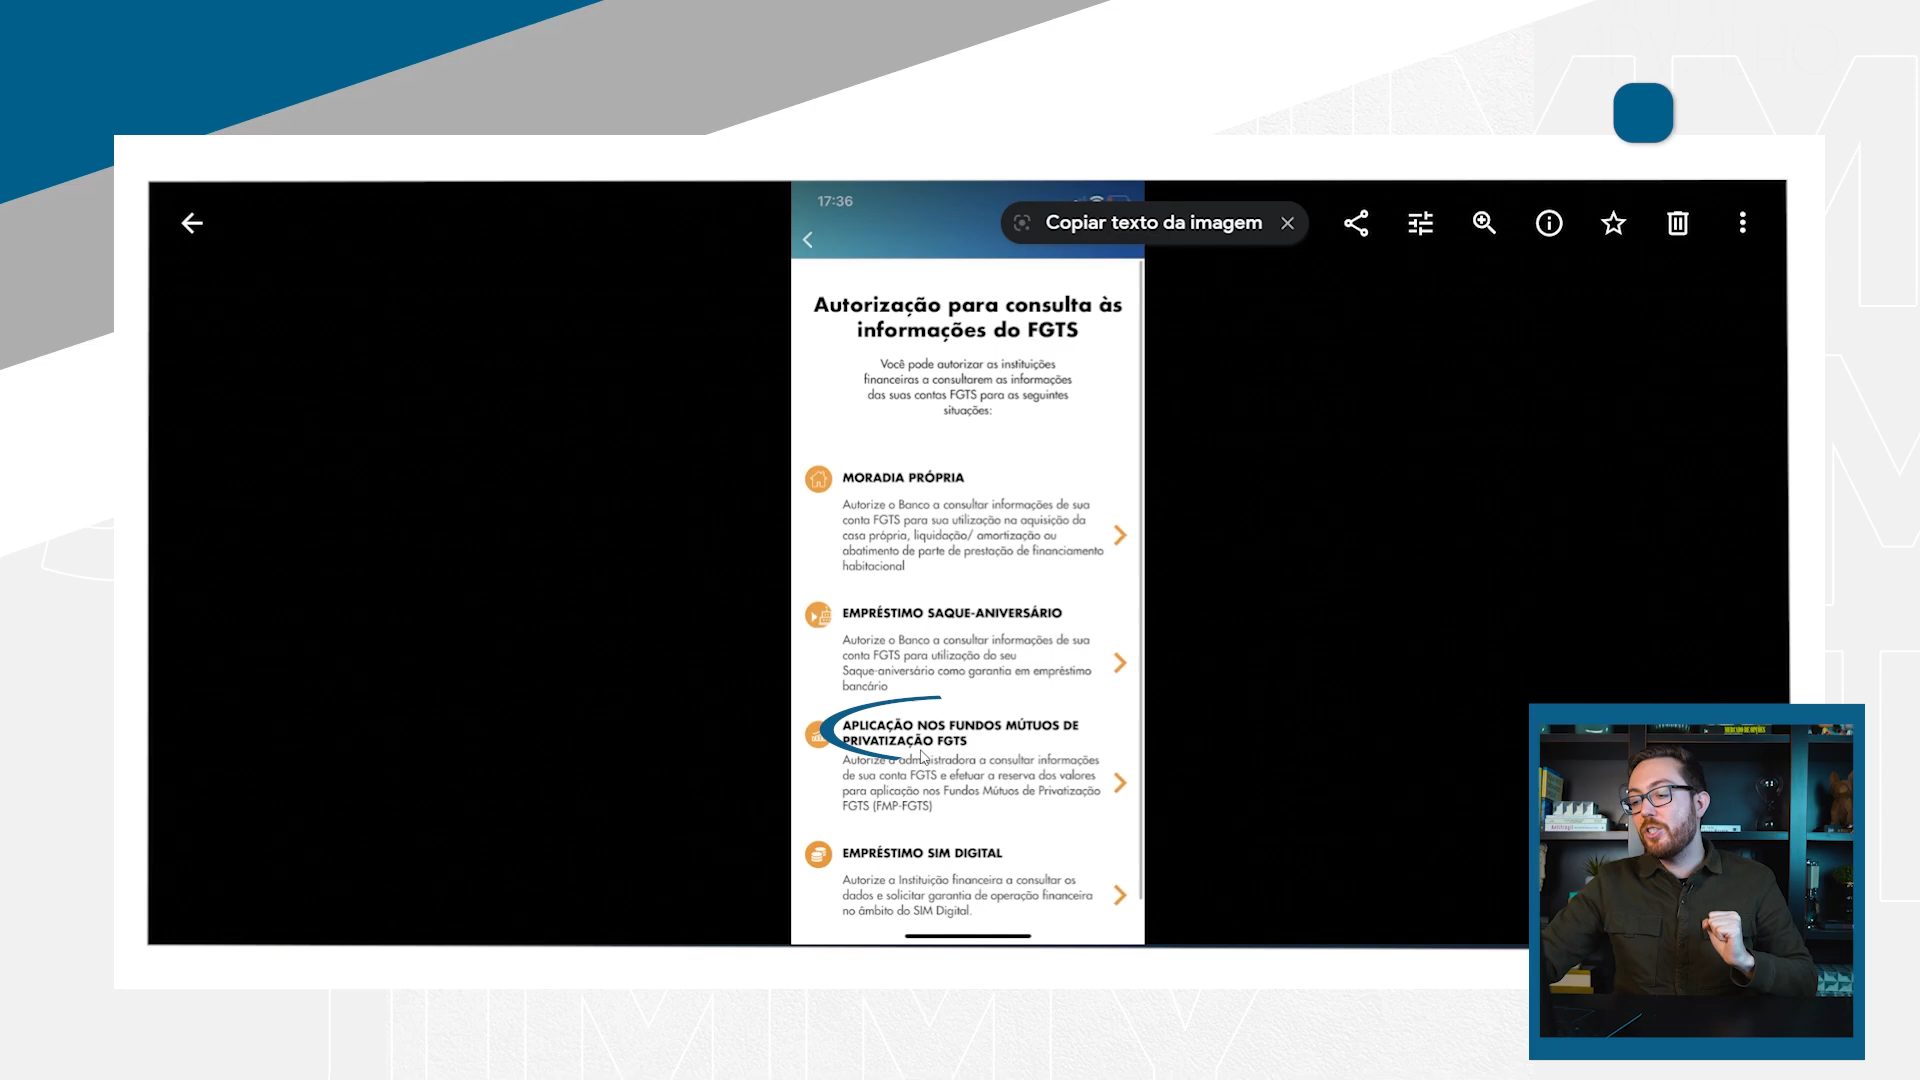 17:36
Copiar texto da imagem
Autorização para consulta às
informações do FGTS
Você pode autorizar as instituições
financeiras a consultarem as informações
das suas contas FGTS para as seguintes
situações:
MORADIA PRÓPRIA
Autorize o Banco a consultar informações de sua
conta FGTS para sua utilização na aquisição da
casa própria, liquidação/ amortização ou
abatimento de parte de prestação de financiamento
habitacional
EMPRÉSTIMO SAQUE-ANIVERSÁRIO
Autorize o Banco a consultar informações de sua
conta FGTS para utilização do seu
Saque-aniversário como garantia em empréstimo
bancário
APLICAÇÃO NOS FUNDOS MÚTUOS DE
PRIVATIZAÇÃO FGTS
Autorize a administradora a consultar informações
de sua conta FGTS e efetuar a reserva dos valores
para aplicação nos Fundos Mútuos de Privatização
FGTS (FMP-FGTS)
EMPRÉSTIMO SIM DIGITAL
Autorize a Instituição financeira a consultar os
dados e solicitar garantia de operação financeira
no âmbito do SIM Digital.